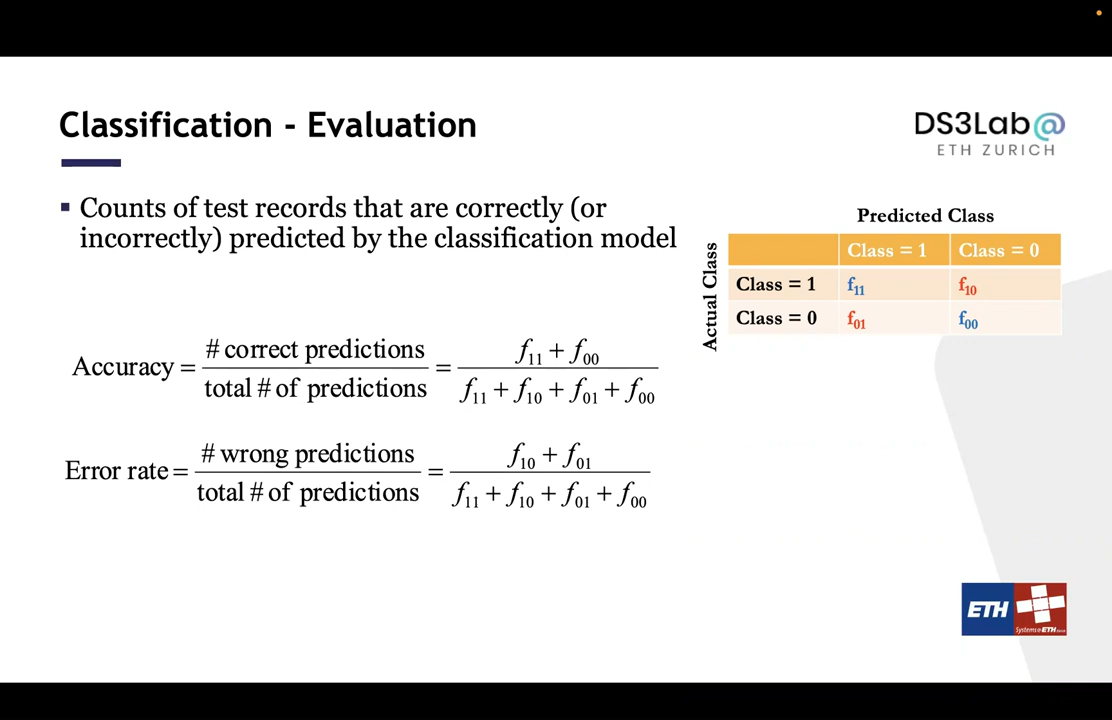 Classification - Evaluation
DS3Lab@
ETH ZURICH
▪ Counts of test records that are correctly (or
incorrectly) predicted by the classification model
Predicted Class
Actual Class
Class = 1 Class = 0
Class = 1 f₁₁ f₁₀
Class = 0 f₀₁ f₀₀
Accuracy = # correct predictions / total # of predictions = f₁₁ + f₀₀ / f₁₁ + f₁₀ + f₀₁ + f₀₀
Error rate = # wrong predictions / total # of predictions = f₁₀ + f₀₁ / f₁₁ + f₁₀ + f₀₁ + f₀₀
ETH
Systems@ETH